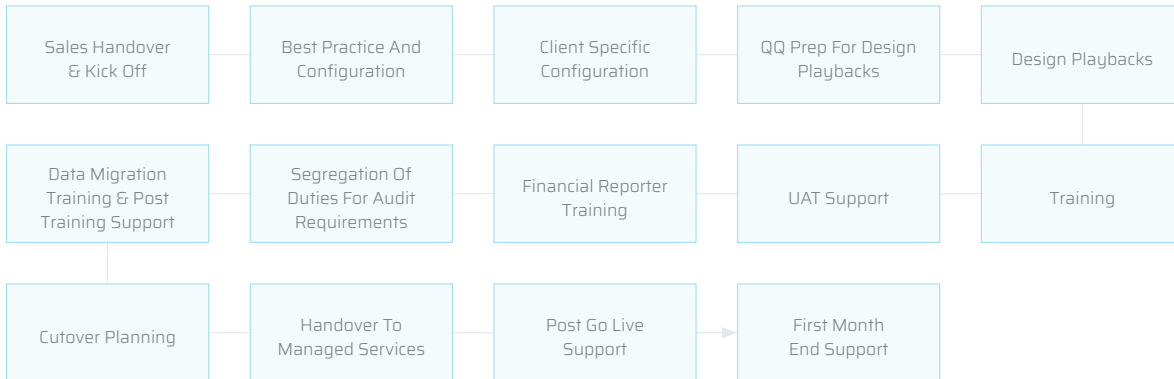 Sales Handover
& Kick Off
Best Practice And
Configuration
Client Specific
Configuration
QQ Prep For Design
Playbacks
Design Playbacks
Data Migration
Training & Post
Training Support
Segregation Of
Duties For Audit
Requirements
Financial Reporter
Training
UAT Support
Training
Cutover Planning
Handover To
Managed Services
Post Go Live
Support
First Month
End Support